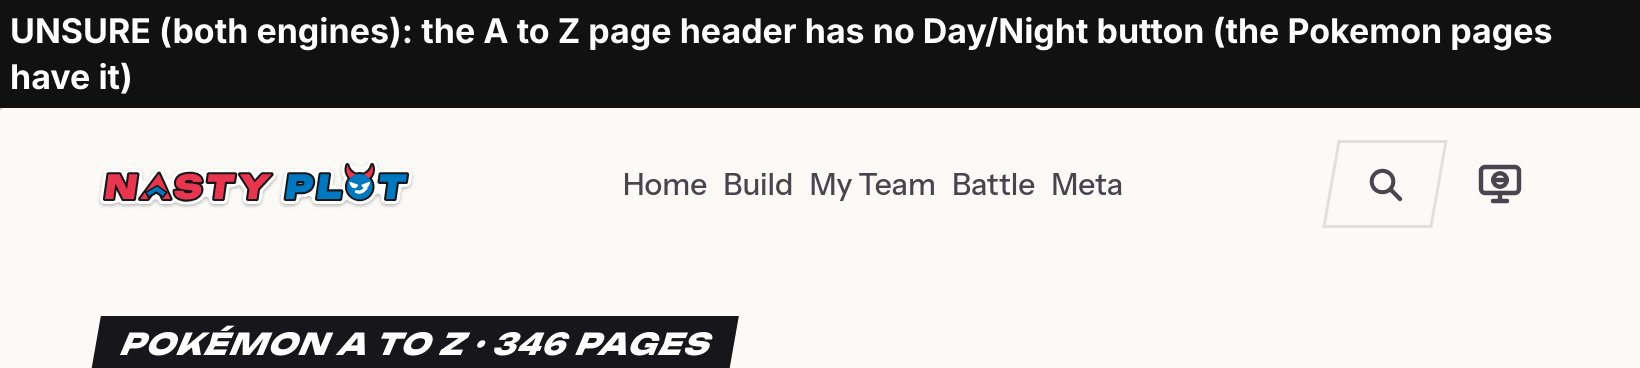 UNSURE (both engines): the A to Z page header has no Day/Night button (the Pokemon pages
have it)
NASTY PLOT
Home Build My Team Battle Meta
POKÉMON A TO Z · 346 PAGES